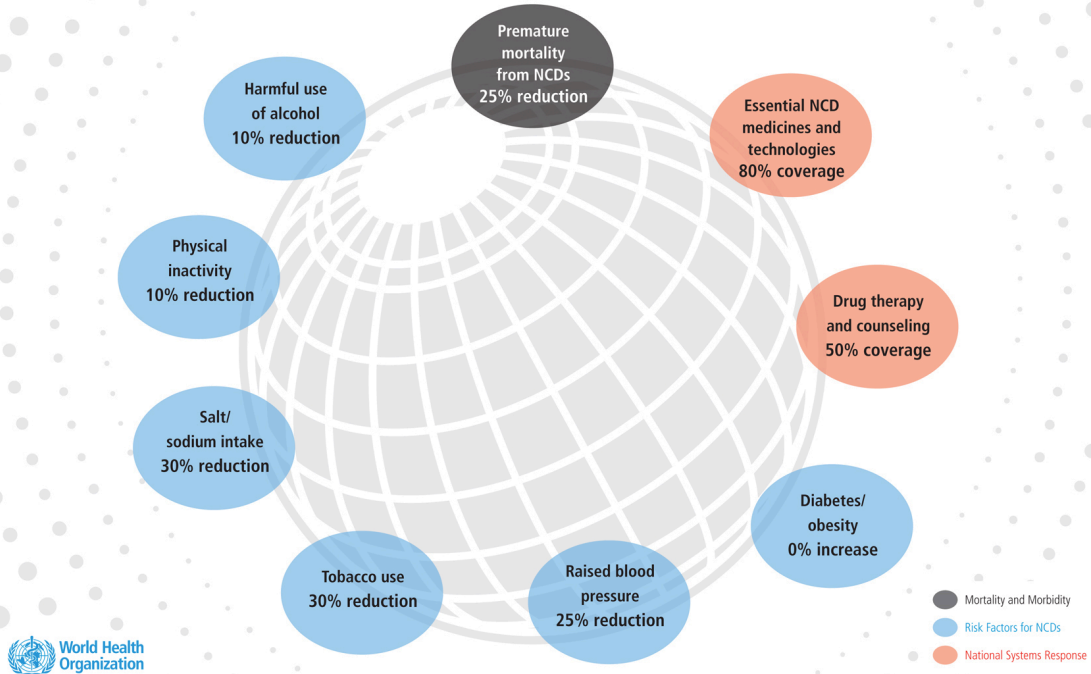 Premature
mortality
from NCDs
25% reduction
Harmful use
of alcohol
10% reduction
Essential NCD
medicines and
technologies
80% coverage
Physical
inactivity
10% reduction
Drug therapy
and counseling
50% coverage
Salt/
sodium intake
30% reduction
Diabetes/
obesity
0% increase
Tobacco use
30% reduction
Raised blood
pressure
25% reduction
Mortality and Morbidity
Risk Factors for NCDs
National Systems Response
World Health
Organization